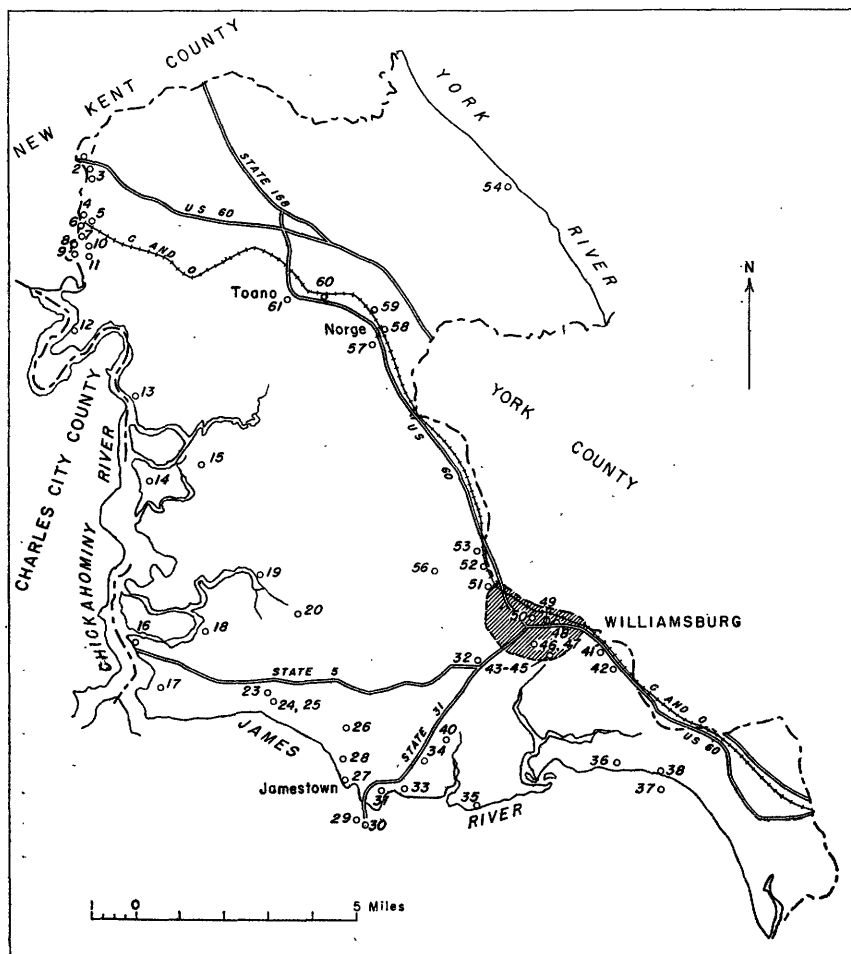 NEW KENT COUNTY
YORK
RIVER
STATE 168
54
2
3
US 60
4
5
6
7
8
10
9
11
C AND O
60
Toano
61
59
Norge
58
57
12
N
13
YORK
COUNTY
CHARLES CITY COUNTY
CHICKAHOMINY
RIVER
US
60
15
14
53
56
52
19
51
49
20
50
WILLIAMSBURG
16
18
48
46
47
41
32
43-45
42
STATE 5
17
23
24, 25
C AND O
US 60
STATE 31
JAMES
26
40
28
34
36
38
27
Jamestown
31
33
35
37
RIVER
29
30
1
0
5 Miles